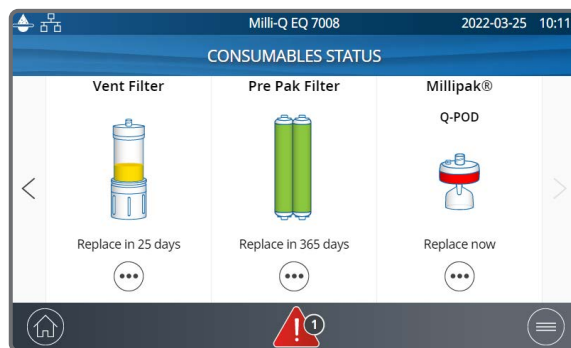 Milli-Q EQ 7008 2022-03-25 10:11
CONSUMABLES STATUS
Vent Filter Pre Pak Filter Millipak®
Q-POD
Replace in 25 days Replace in 365 days Replace now
1